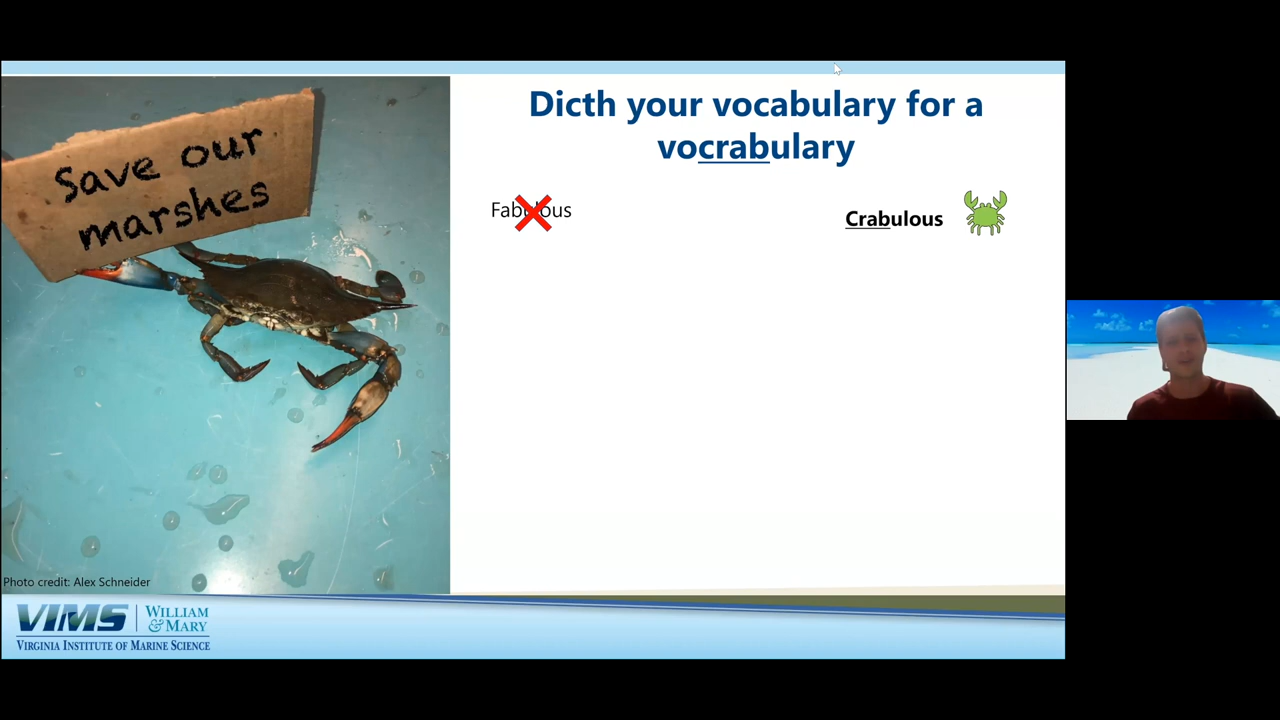 Save our
marshes
Photo credit: Alex Schneider
Dicth your vocabulary for a
vocrabulary
Fabulous
Crabulous
VIMS
WILLIAM
& MARY
VIRGINIA INSTITUTE OF MARINE SCIENCE